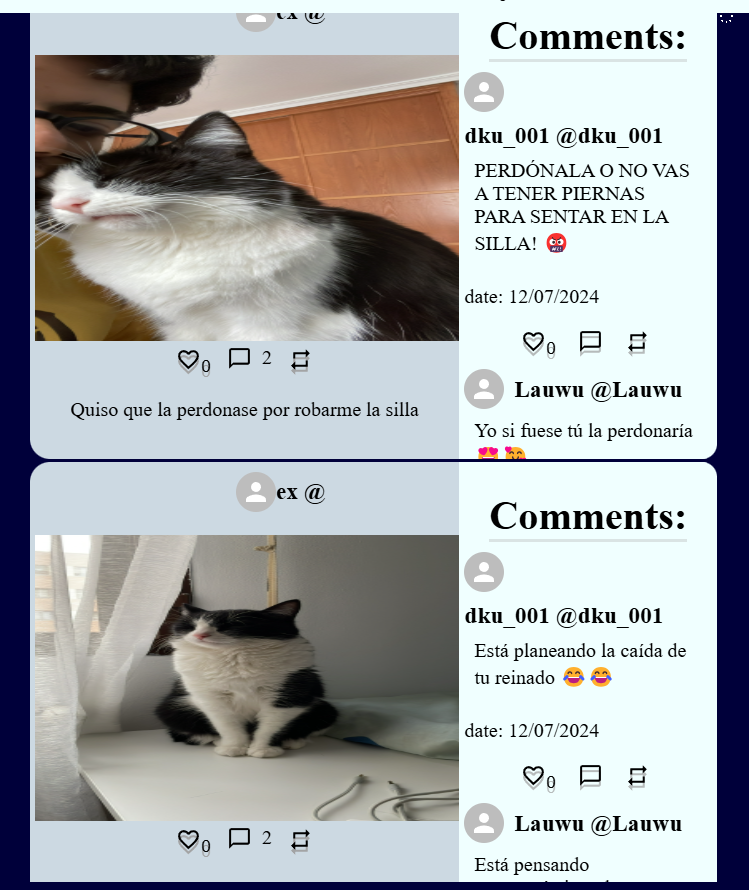 ex @
0 2
Quiso que la perdonase por robarme la silla
Comments:
dku_001 @dku_001
PERDÓNALA O NO VAS
A TENER PIERNAS
PARA SENTAR EN LA
SILLA! 🤬
date: 12/07/2024
0
Lauwu @Lauwu
Yo si fuese tú la perdonaría
😍 🥰
ex @
0 2
Comments:
dku_001 @dku_001
Está planeando la caída de
tu reinado 😂 😂
date: 12/07/2024
0
Lauwu @Lauwu
Está pensando